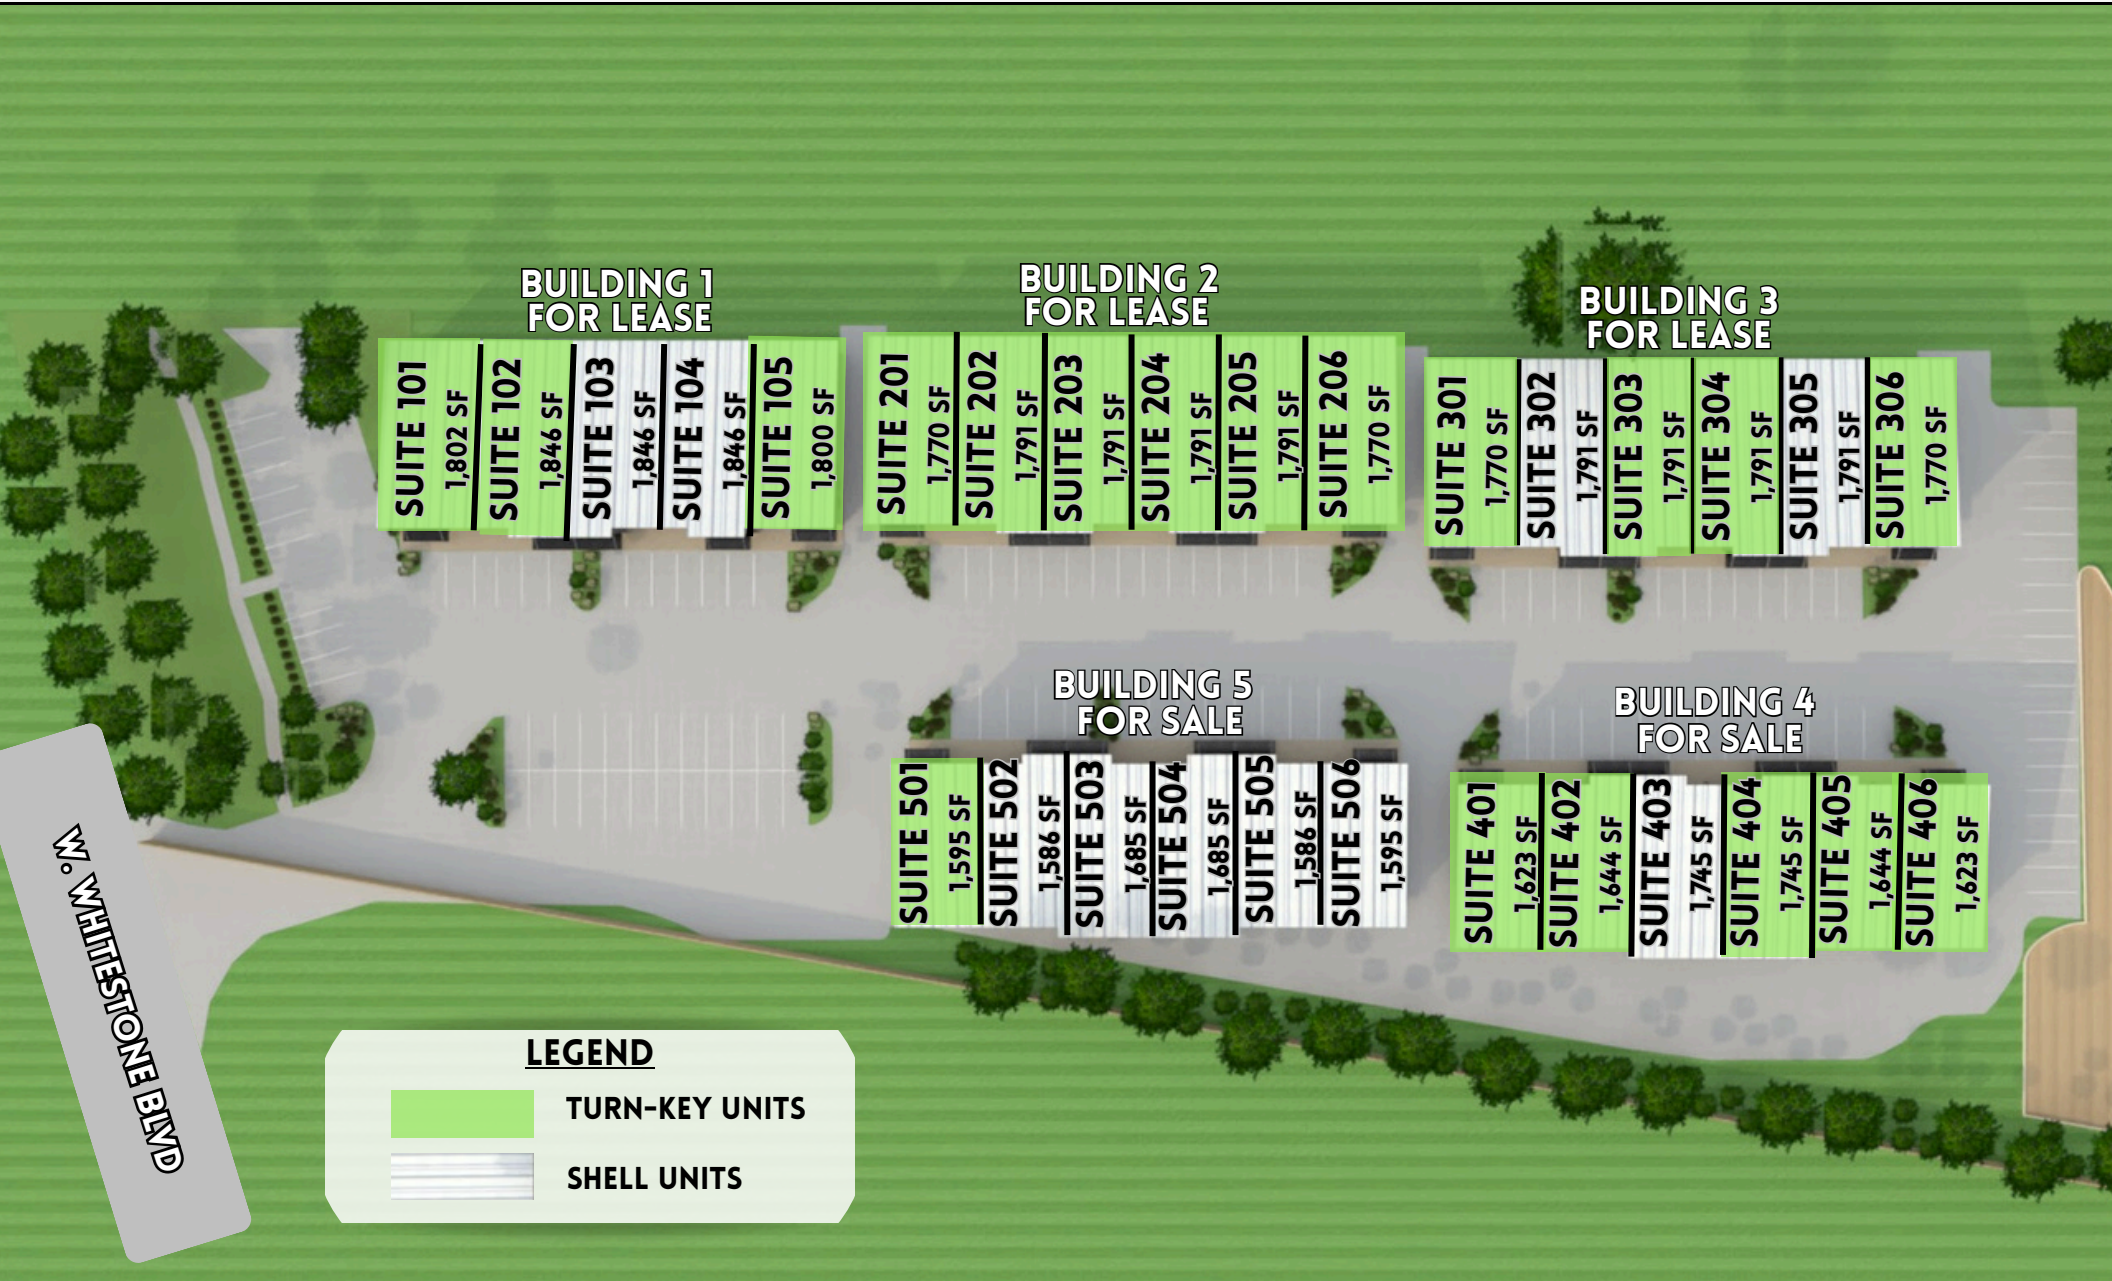 BUILDING 1
FOR LEASE
SUITE 101
1,802 SF
SUITE 102
1,846 SF
SUITE 103
1,846 SF
SUITE 104
1,846 SF
SUITE 105
1,800 SF
BUILDING 2
FOR LEASE
SUITE 201
1,770 SF
SUITE 202
1,791 SF
SUITE 203
1,791 SF
SUITE 204
1,791 SF
SUITE 205
1,791 SF
SUITE 206
1,770 SF
BUILDING 3
FOR LEASE
SUITE 301
1,770 SF
SUITE 302
1,791 SF
SUITE 303
1,791 SF
SUITE 304
1,791 SF
SUITE 305
1,791 SF
SUITE 306
1,770 SF
BUILDING 5
FOR SALE
SUITE 501
1,595 SF
SUITE 502
1,586 SF
SUITE 503
1,685 SF
SUITE 504
1,685 SF
SUITE 505
1,586 SF
SUITE 506
1,595 SF
BUILDING 4
FOR SALE
SUITE 401
1,623 SF
SUITE 402
1,644 SF
SUITE 403
1,745 SF
SUITE 404
1,745 SF
SUITE 405
1,644 SF
SUITE 406
1,623 SF
W. WHITESTONE BLVD
LEGEND
TURN-KEY UNITS
SHELL UNITS